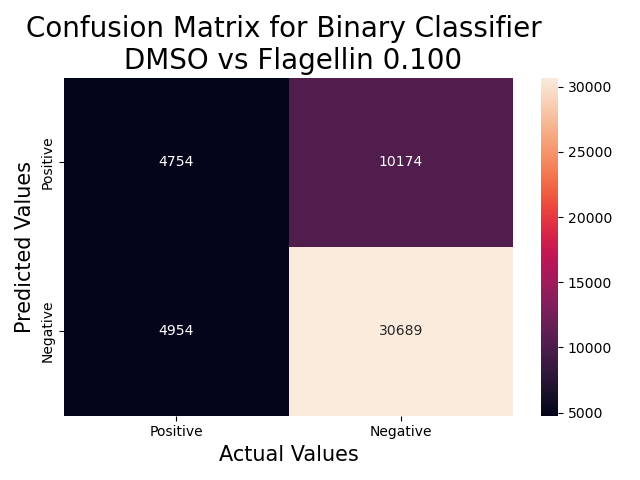 Confusion Matrix for Binary Classifier
DMSO vs Flagellin 0.100
Predicted Values
Positive
Negative
4754
10174
4954
30689
Positive
Negative
Actual Values
30000
25000
20000
15000
10000
5000